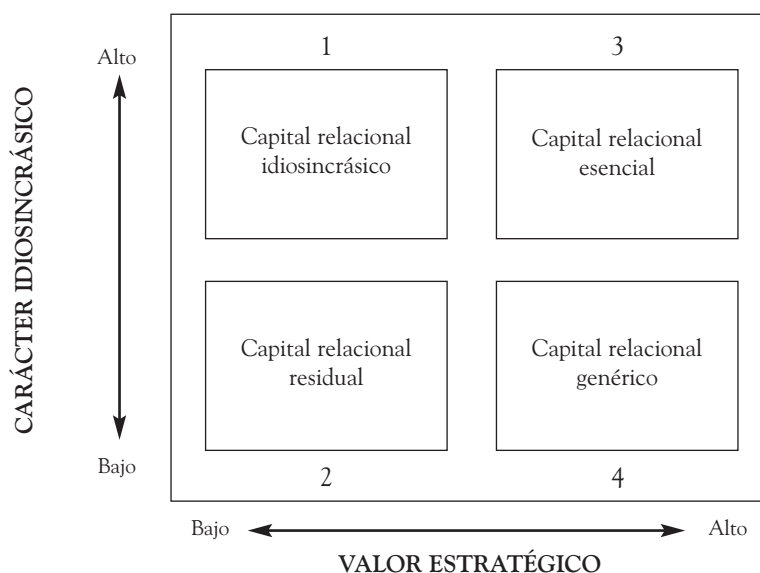 1
3
Alto
CARÁCTER IDIOSINCRÁSICO
Capital relacional
idiosincrásico
Capital relacional
esencial
Capital relacional
residual
Capital relacional
genérico
Bajo
2
4
Bajo
Alto
VALOR ESTRATÉGICO